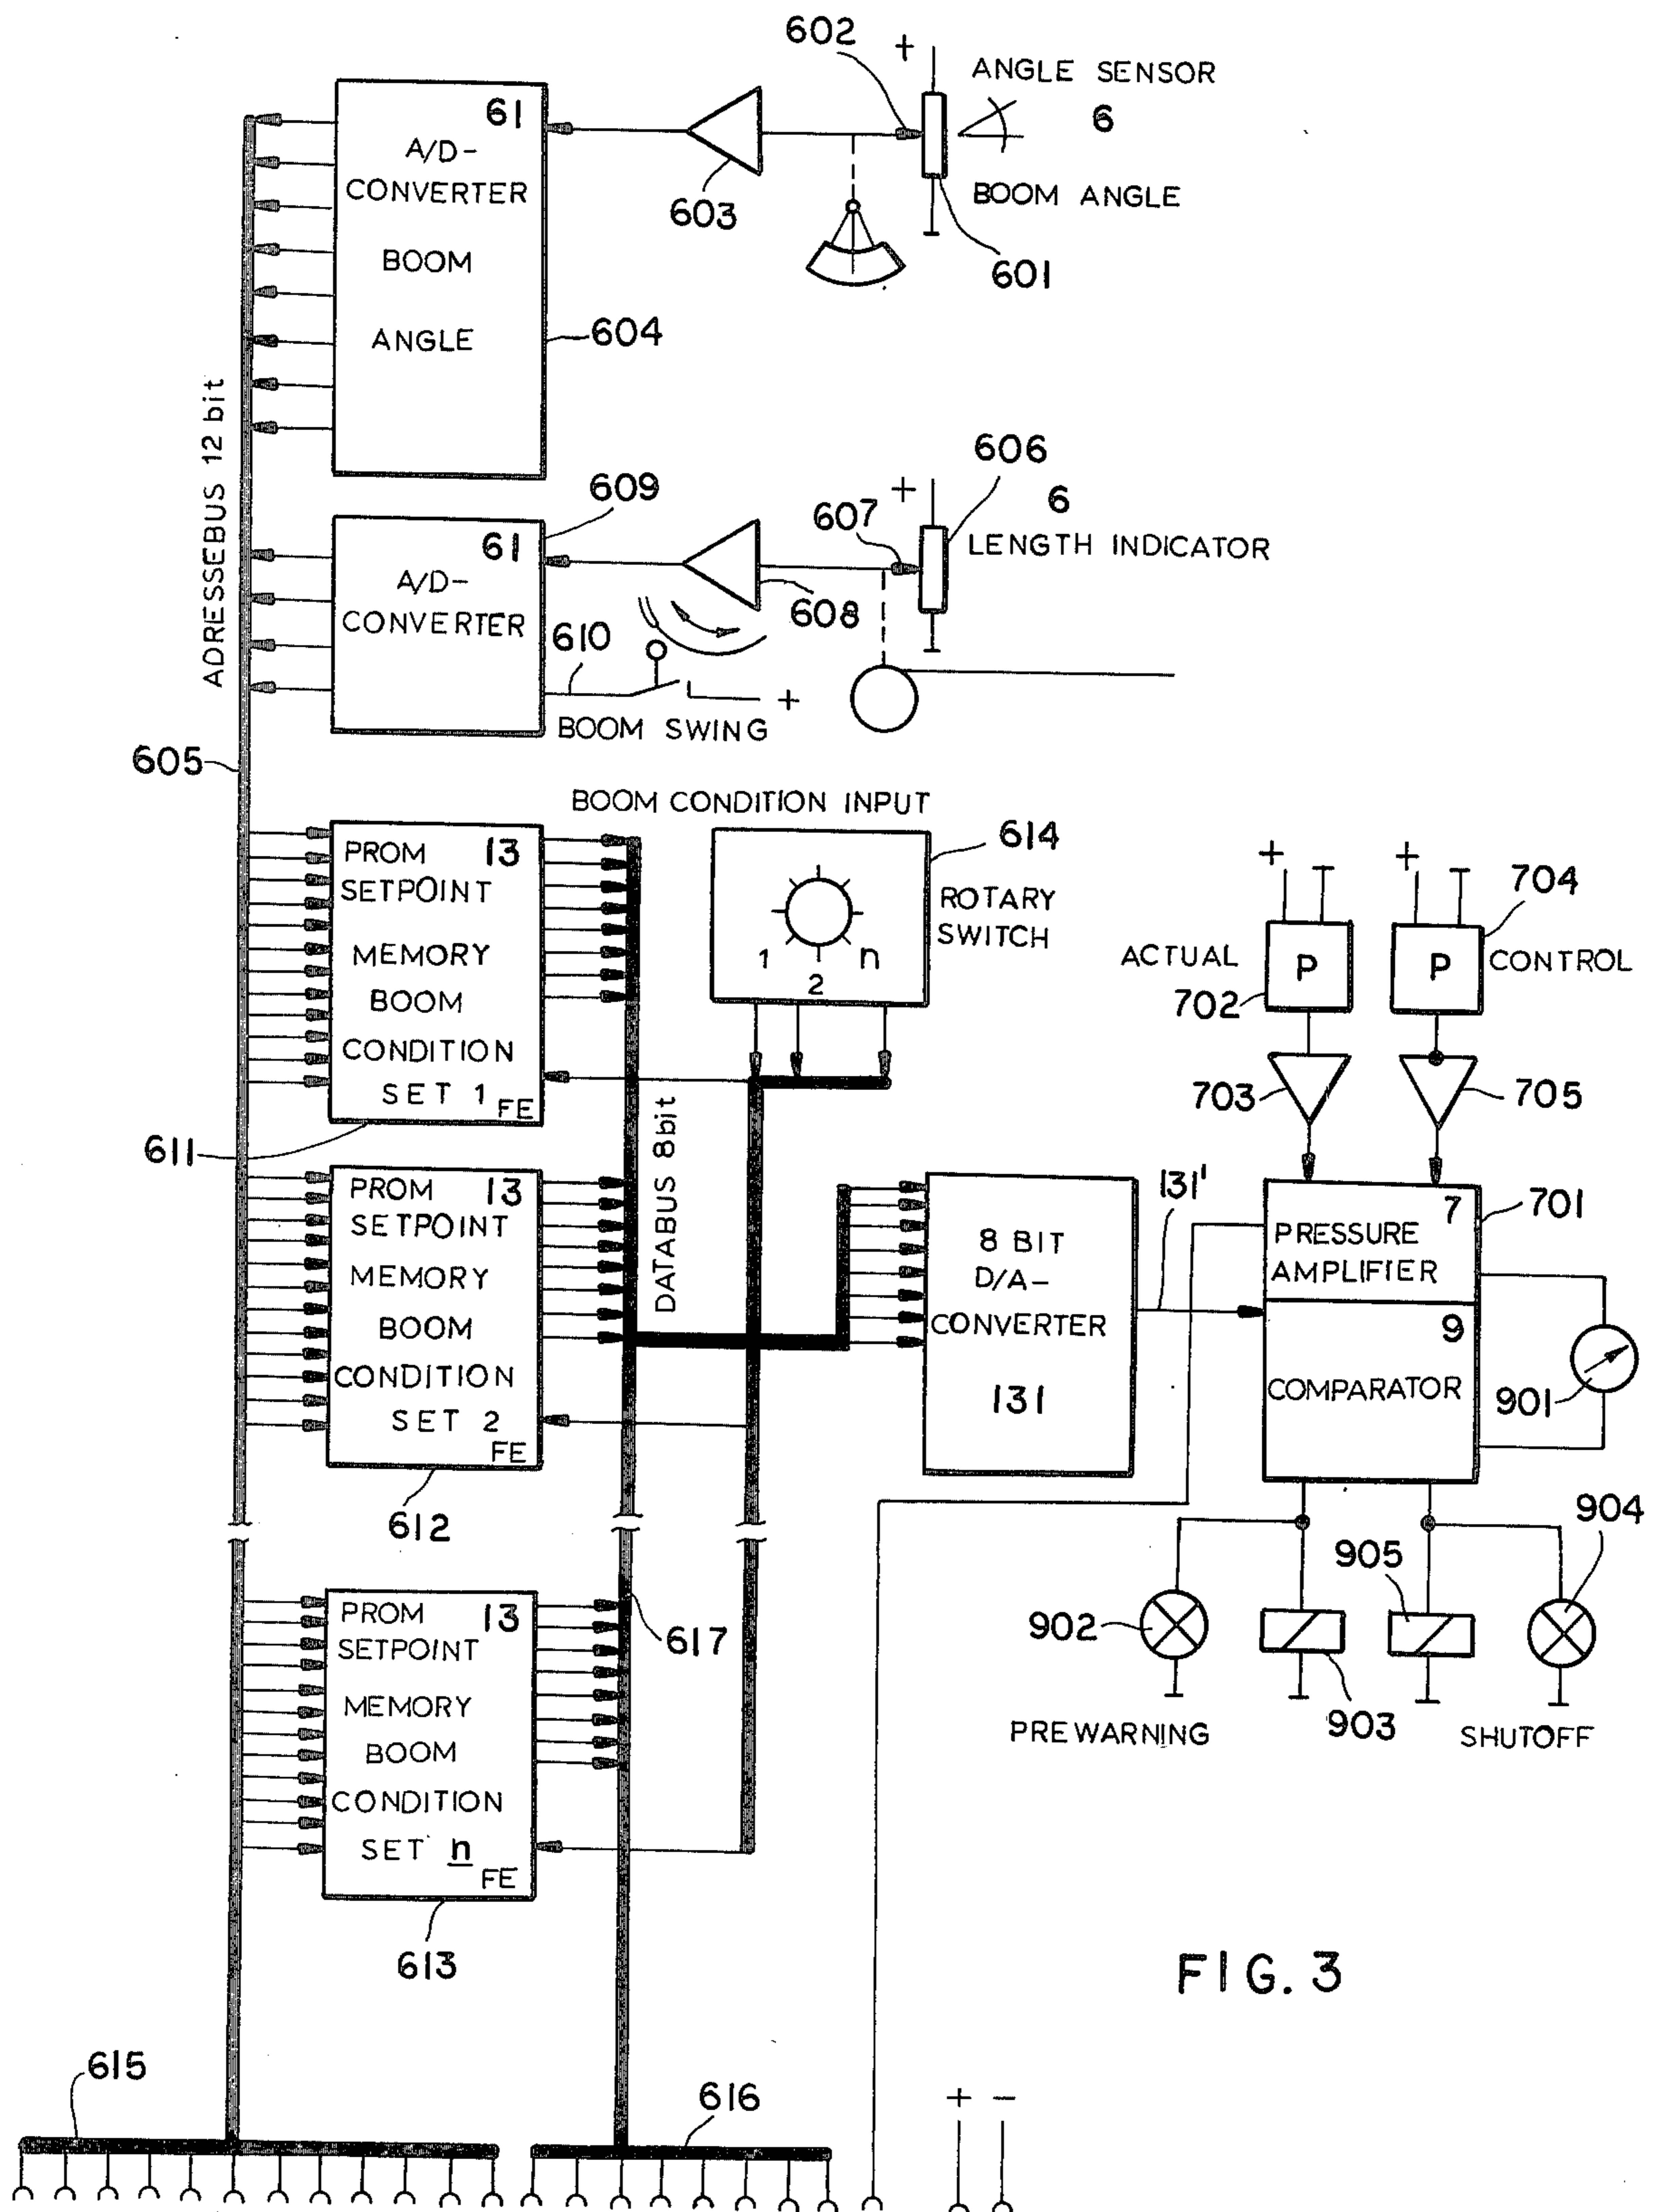 602
+
ANGLE SENSOR
6
BOOM ANGLE
601
603
61
A/D-
CONVERTER
BOOM
ANGLE
604
ADRESSEBUS 12 bit
606
+
6
LENGTH INDICATOR
607
608
609
61
A/D-
CONVERTER
610
+
BOOM SWING
605
BOOM CONDITION INPUT
614
ROTARY
SWITCH
1
2
n
PROM 13
SETPOINT
MEMORY
BOOM
CONDITION
SET 1
FE
611
PROM 13
SETPOINT
MEMORY
BOOM
CONDITION
SET 2
FE
612
DATABUS 8bit
8 BIT
D/A-
CONVERTER
131
131'
+
+
704
ACTUAL
P
P
CONTROL
702
703
705
7
701
PRESSURE
AMPLIFIER
9
COMPARATOR
901
904
905
902
903
PREWARNING
SHUTOFF
PROM 13
SETPOINT
MEMORY
BOOM
CONDITION
SET n
FE
613
617
FIG. 3
615
616
+ −